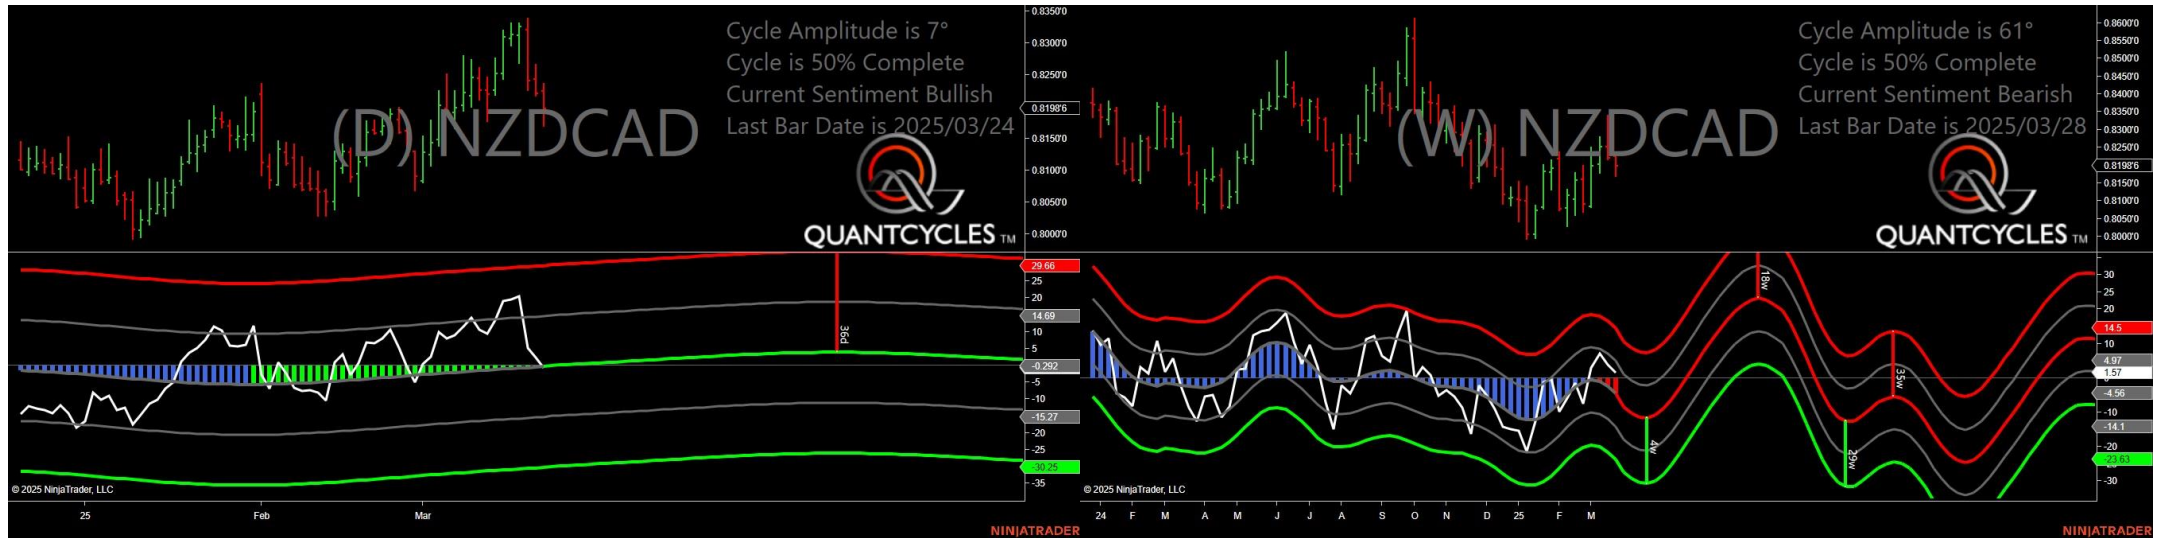 Cycle Amplitude is 7°
Cycle is 50% Complete
Current Sentiment Bullish
Last Bar Date is 2025/03/24
(D) NZDCAD
QUANTCYCLES TM
0.8350'0
0.8300'0
0.8250'0
0.8198'6
0.8150'0
0.8100'0
0.8050'0
0.8000'0
29.66
25
20
14.69
10
5
-0.292
-5
-10
-15.27
-20
-25
-30.25
-35
36d
© 2025 NinjaTrader, LLC
25 Feb Mar
NINJATRADER
Cycle Amplitude is 61°
Cycle is 50% Complete
Current Sentiment Bearish
Last Bar Date is 2025/03/28
(W) NZDCAD
QUANTCYCLES TM
0.8600'0
0.8550'0
0.8500'0
0.8450'0
0.8400'0
0.8350'0
0.8300'0
0.8250'0
0.8198'6
0.8150'0
0.8100'0
0.8050'0
0.8000'0
30
25
20
14.5
10
4.97
1.57
-4.56
-10
-14.1
-20
-23.63
-30
18w
35w
4w
29w
© 2025 NinjaTrader, LLC
24 F M A M J J A S O N D 25 F M
NINJATRADER